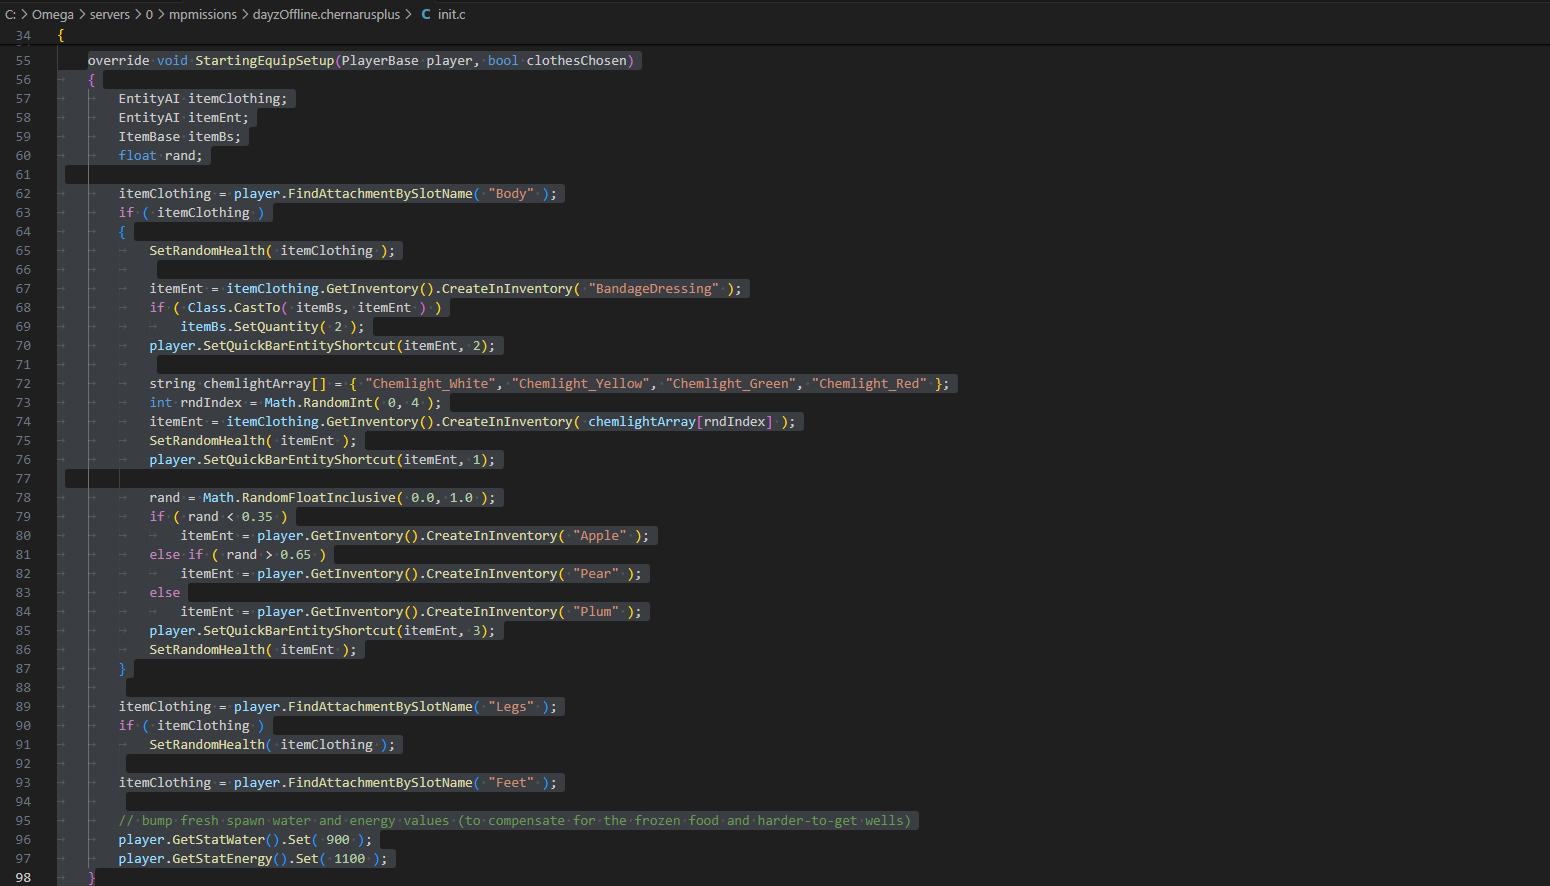 C: > Omega > servers > 0 > mpmissions > dayzOffline.chernarusplus > C init.c
34 {
55 override void StartingEquipSetup(PlayerBase player, bool clothesChosen)
56 {
57 EntityAI itemClothing;
58 EntityAI itemEnt;
59 ItemBase itemBs;
60 float rand;
61
62 itemClothing = player.FindAttachmentBySlotName( "Body" );
63 if ( itemClothing )
64 {
65 SetRandomHealth( itemClothing );
66
67 itemEnt = itemClothing.GetInventory().CreateInInventory( "BandageDressing" );
68 if ( Class.CastTo( itemBs, itemEnt ) )
69 itemBs.SetQuantity( 2 );
70 player.SetQuickBarEntityShortcut(itemEnt, 2);
71
72 string chemlightArray[] = { "Chemlight_White", "Chemlight_Yellow", "Chemlight_Green", "Chemlight_Red" };
73 int rndIndex = Math.RandomInt( 0, 4 );
74 itemEnt = itemClothing.GetInventory().CreateInInventory( chemlightArray[rndIndex] );
75 SetRandomHealth( itemEnt );
76 player.SetQuickBarEntityShortcut(itemEnt, 1);
77
78 rand = Math.RandomFloatInclusive( 0.0, 1.0 );
79 if ( rand < 0.35 )
80 itemEnt = player.GetInventory().CreateInInventory( "Apple" );
81 else if ( rand > 0.65 )
82 itemEnt = player.GetInventory().CreateInInventory( "Pear" );
83 else
84 itemEnt = player.GetInventory().CreateInInventory( "Plum" );
85 player.SetQuickBarEntityShortcut(itemEnt, 3);
86 SetRandomHealth( itemEnt );
87 }
88
89 itemClothing = player.FindAttachmentBySlotName( "Legs" );
90 if ( itemClothing )
91 SetRandomHealth( itemClothing );
92
93 itemClothing = player.FindAttachmentBySlotName( "Feet" );
94
95 // bump fresh spawn water and energy values (to compensate for the frozen food and harder-to-get wells)
96 player.GetStatWater().Set( 900 );
97 player.GetStatEnergy().Set( 1100 );
98 }